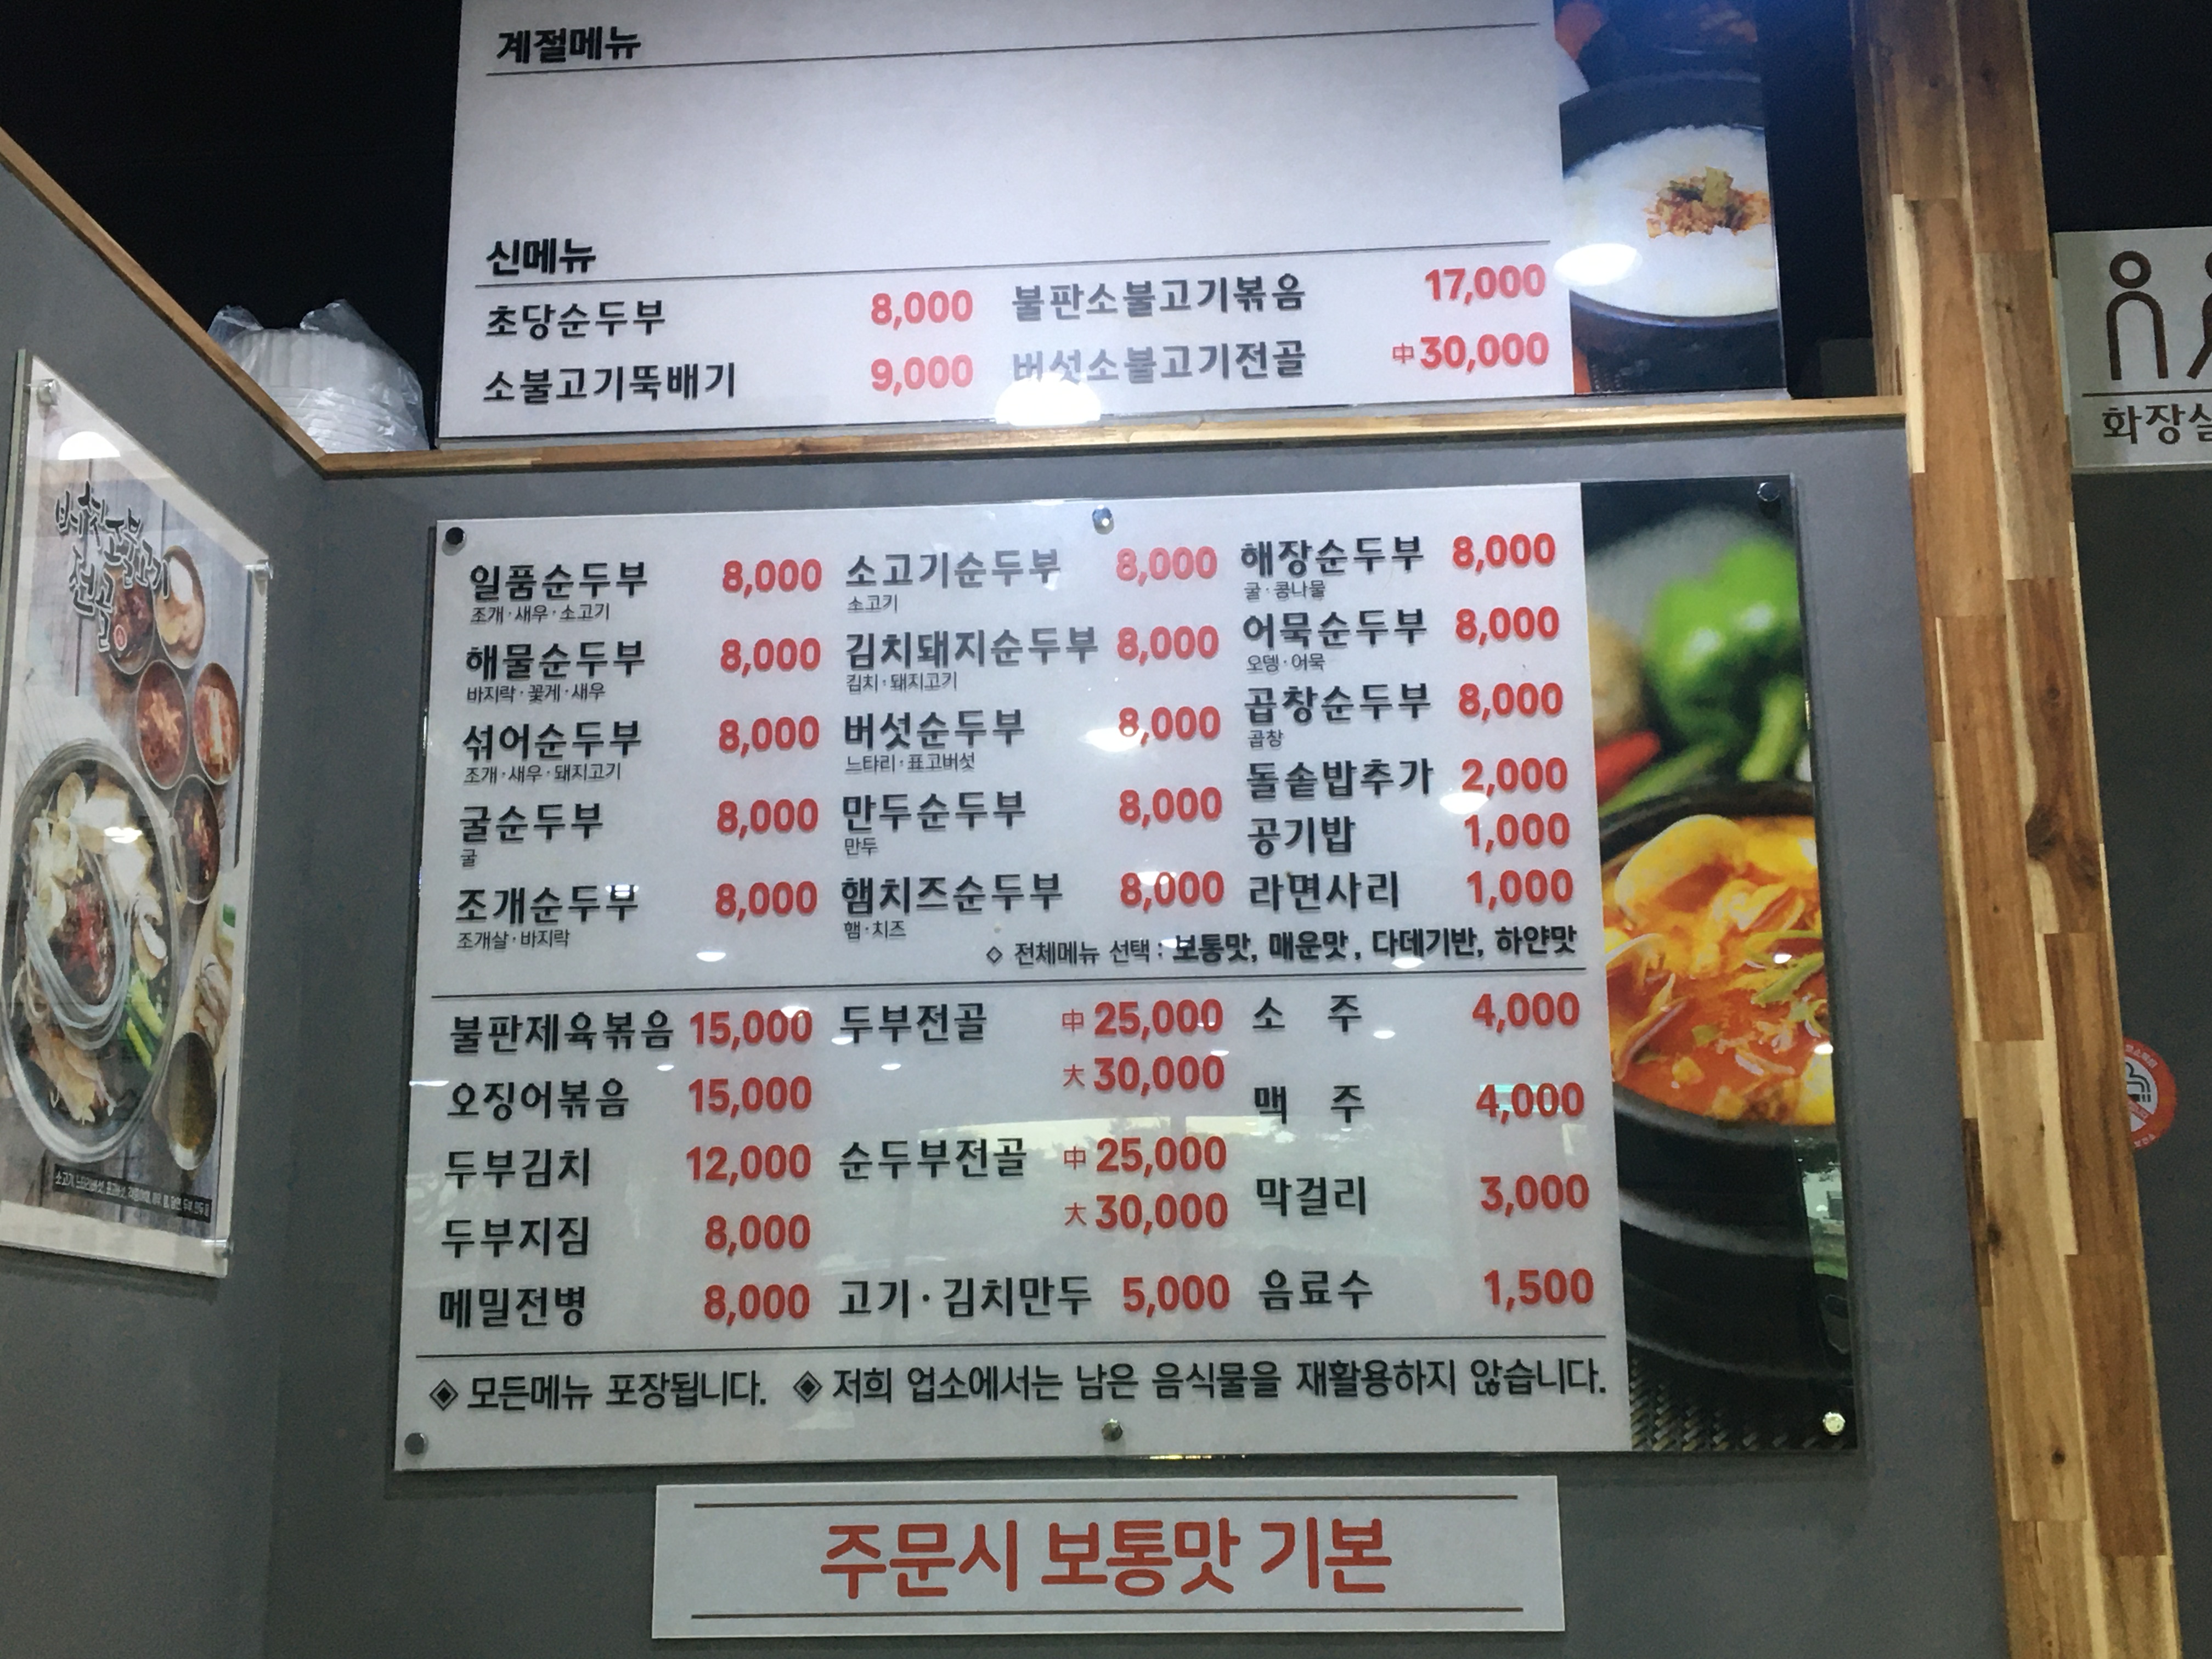 계절메뉴
신메뉴
초당순두부 8,000 불판소불고기볶음 17,000
소불고기뚝배기 9,000 버섯소불고기전골 中30,000
화장실
일품순두부 8,000 소고기순두부 8,000 해장순두부 8,000
조개·새우·소고기 소고기 굴·콩나물
해물순두부 8,000 김치돼지순두부 8,000 어묵순두부 8,000
바지락·꽃게·새우 김치·돼지고기 오뎅·어묵
섞어순두부 8,000 버섯순두부 8,000 곱창순두부 8,000
조개·새우·돼지고기 느타리·표고버섯 곱창
굴순두부 8,000 만두순두부 8,000 돌솥밥추가 2,000
굴 만두 공기밥 1,000
조개순두부 8,000 햄치즈순두부 8,000 라면사리 1,000
조개살·바지락 햄·치즈
◇ 전체메뉴 선택 : 보통맛, 매운맛, 다데기반, 하얀맛
불판제육볶음 15,000 두부전골 中 25,000 소 주 4,000
大 30,000
오징어볶음 15,000 맥 주 4,000
두부김치 12,000 순두부전골 中 25,000
大 30,000 막걸리 3,000
두부지짐 8,000
메밀전병 8,000 고기·김치만두 5,000 음료수 1,500
◈ 모든메뉴 포장됩니다. ◈ 저희 업소에서는 남은 음식물을 재활용하지 않습니다.
주문시 보통맛 기본